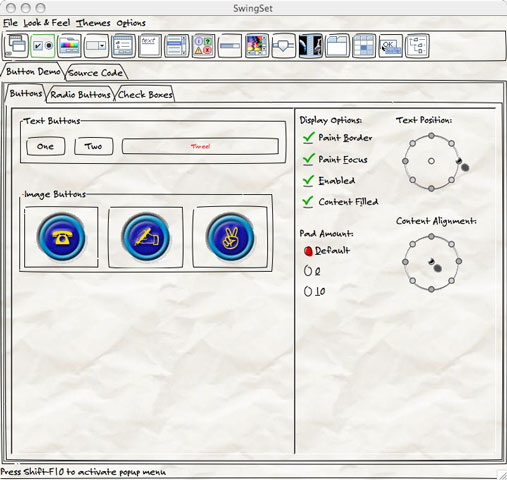 SwingSet
File Look & Feel Themes Options
text
OK
Button Demo Source Code
Buttons Radio Buttons Check Boxes
Text Buttons
One Two Three!
Image Buttons
Display Options:
Paint Border
Paint Focus
Enabled
Content Filled
Pad Amount:
Default
0
10
Text Position:
Content Alignment:
Press Shift-F10 to activate popup menu